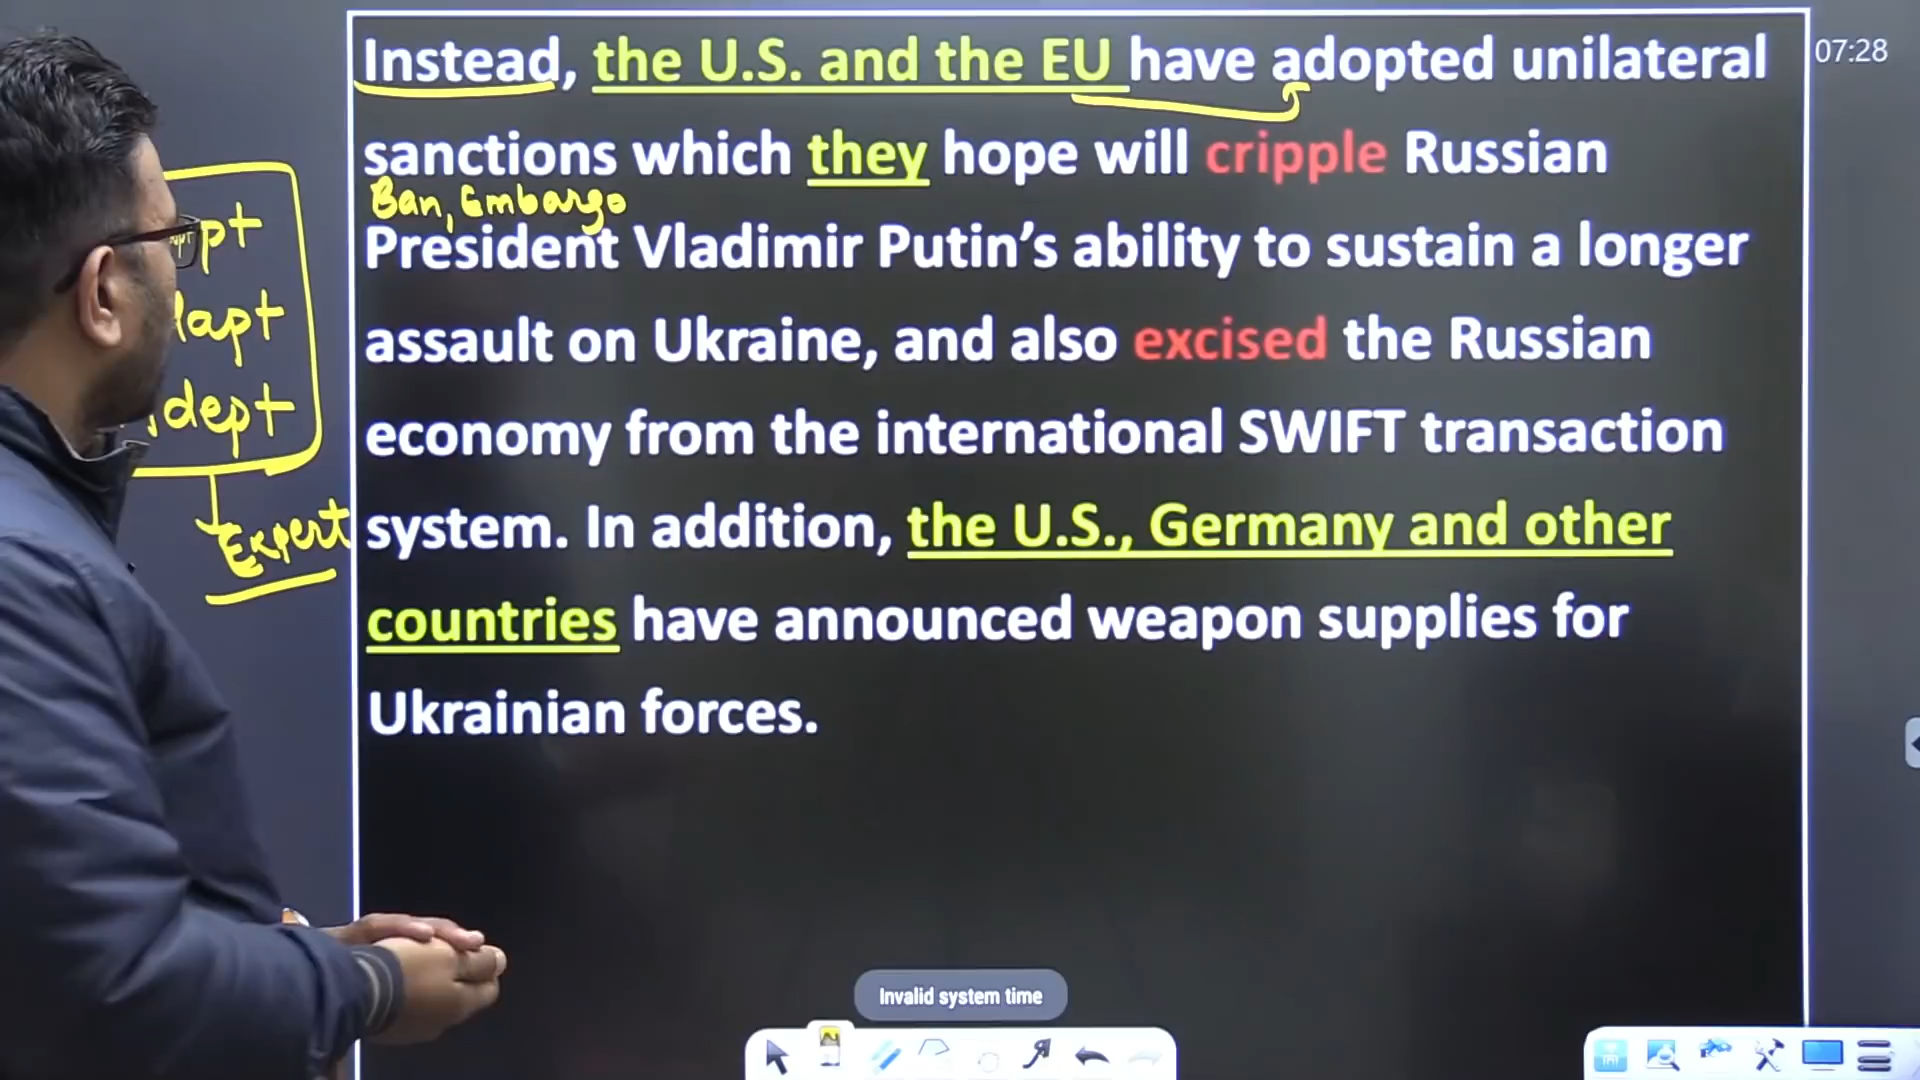 Instead, the U.S. and the EU have adopted unilateral
07:28
sanctions which they hope will cripple Russian
Ban, Embargo
President Vladimir Putin’s ability to sustain a longer
assault on Ukraine, and also excised the Russian
economy from the international SWIFT transaction
system. In addition, the U.S., Germany and other
countries have announced weapon supplies for
Ukrainian forces.
Expert
Invalid system time